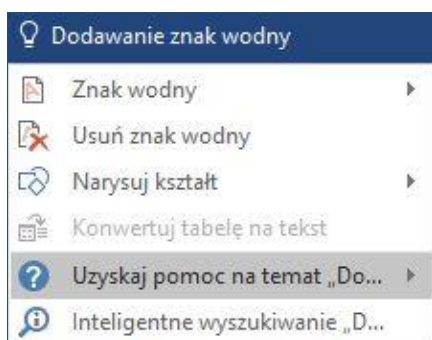 Dodawanie znak wodny
Znak wodny
Usuń znak wodny
Narysuj kształt
Konwertuj tabelę na tekst
Uzyskaj pomoc na temat „Do...
Inteligentne wyszukiwanie „D...